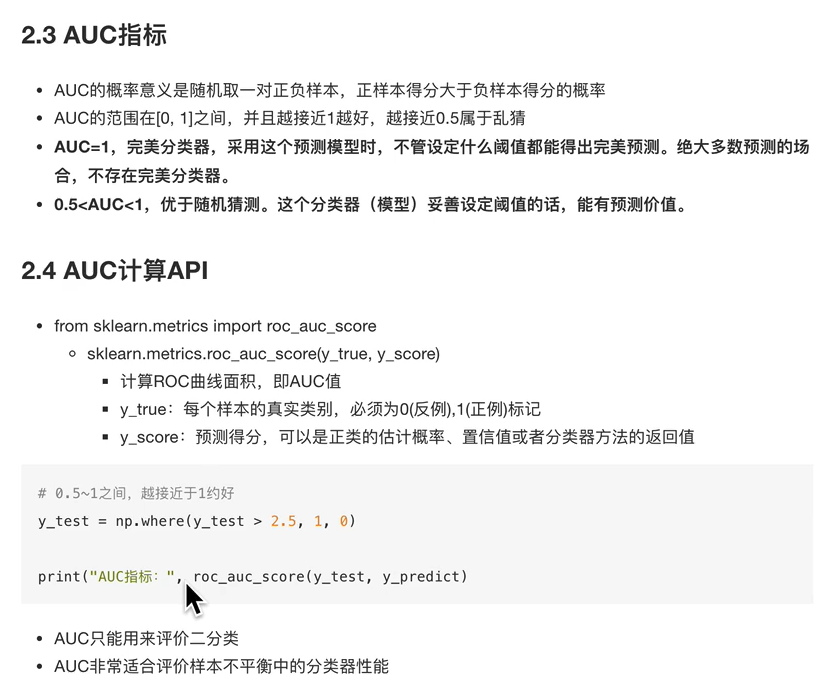 2.3 AUC指标
AUC的概率意义是随机取一对正负样本，正样本得分大于负样本得分的概率
AUC的范围在[0, 1]之间，并且越接近1越好，越接近0.5属于乱猜
AUC=1，完美分类器，采用这个预测模型时，不管设定什么阈值都能得出完美预测。绝大多数预测的场
合，不存在完美分类器。
0.5<AUC<1，优于随机猜测。这个分类器（模型）妥善设定阈值的话，能有预测价值。
2.4 AUC计算API
from sklearn.metrics import roc_auc_score
sklearn.metrics.roc_auc_score(y_true, y_score)
计算ROC曲线面积，即AUC值
y_true：每个样本的真实类别，必须为0(反例),1(正例)标记
y_score：预测得分，可以是正类的估计概率、置信值或者分类器方法的返回值
# 0.5~1之间，越接近于1约好
y_test = np.where(y_test > 2.5, 1, 0)
print("AUC指标：", roc_auc_score(y_test, y_predict)
AUC只能用来评价二分类
AUC非常适合评价样本不平衡中的分类器性能